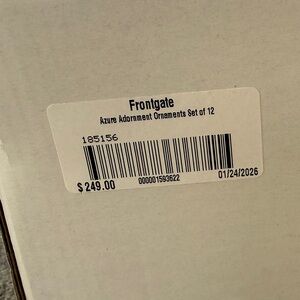 Frontgate
Azure Adornment Ornaments Set of 12
185156
$249.00 000001593622 01/24/2026